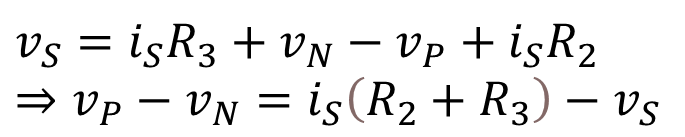 v_S = i_S R_3 + v_N − v_P + i_S R_2
⇒ v_P − v_N = i_S(R_2 + R_3) − v_S